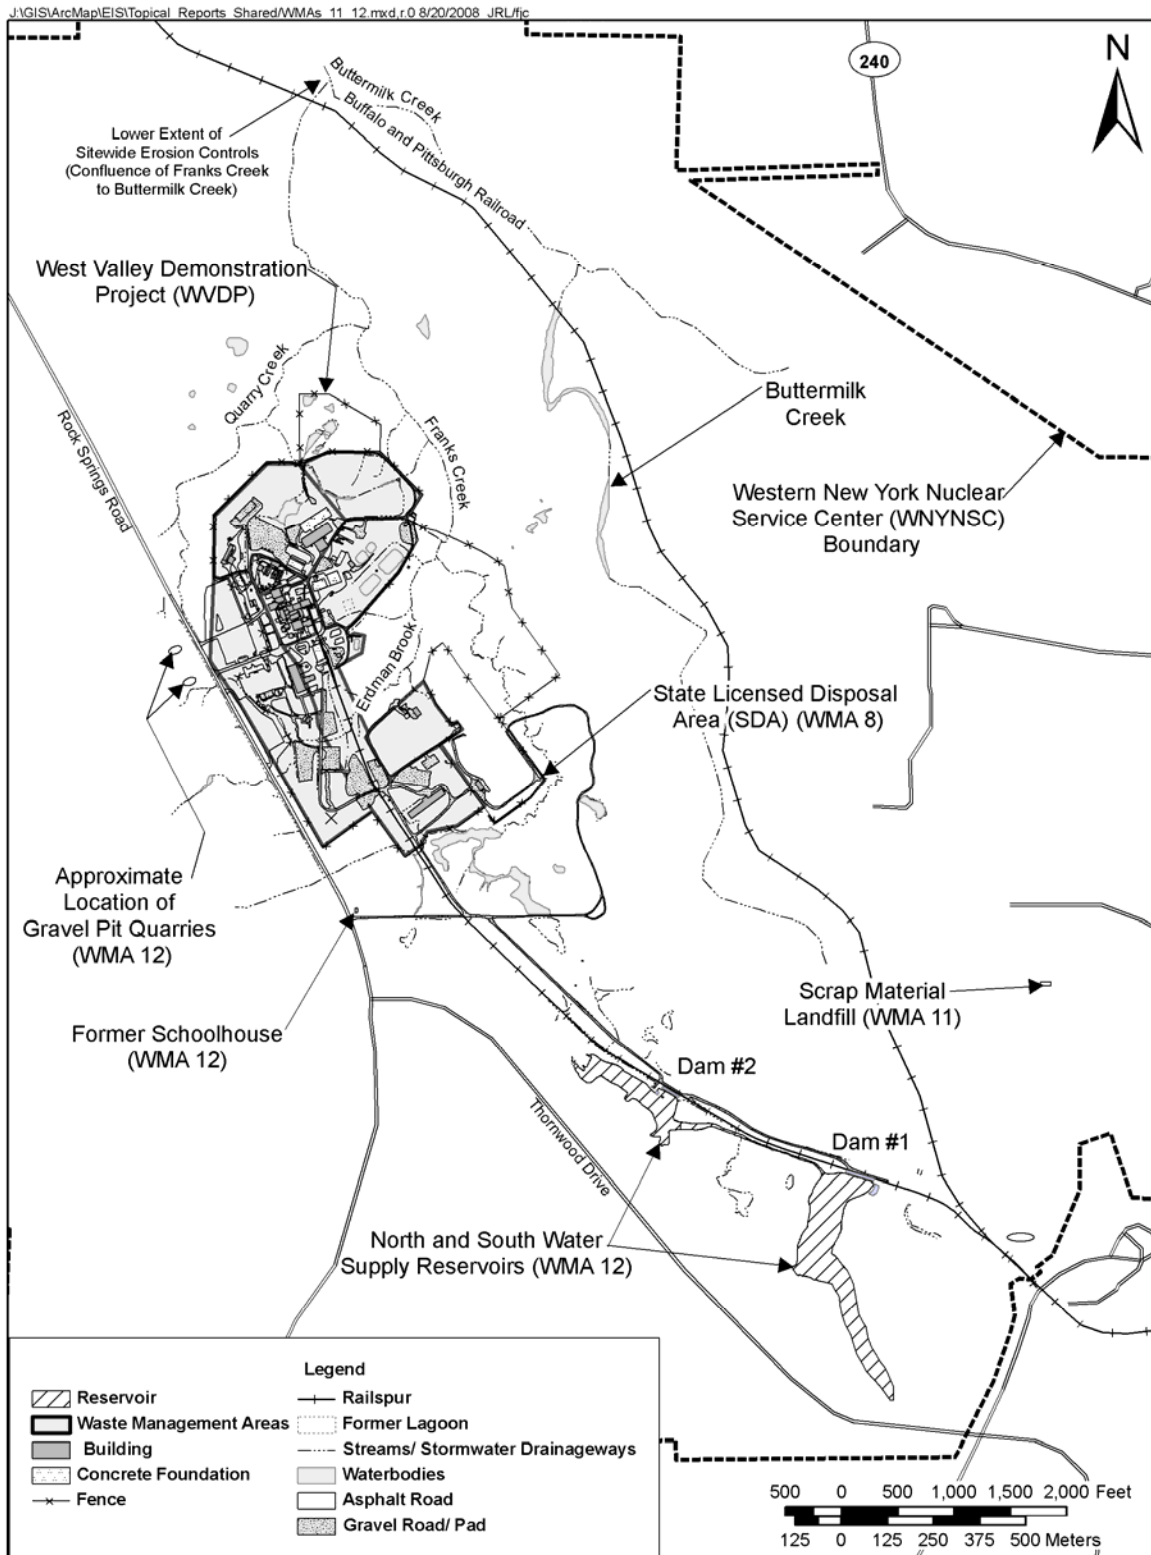 J:\GIS\ArcMap\EIS\Topical_Reports_Shared/WMAs_11_12.mxd,r.0 8/20/2008 JRL/fjc
N
240
Buttermilk Creek
Buffalo and Pittsburgh Railroad
Lower Extent of
Sitewide Erosion Controls
(Confluence of Franks Creek
to Buttermilk Creek)
West Valley Demonstration
Project (WVDP)
Quarry Creek
Rock Springs Road
Franks Creek
Buttermilk
Creek
Western New York Nuclear
Service Center (WNYNSC)
Boundary
Erdman Brook
State Licensed Disposal
Area (SDA) (WMA 8)
Approximate
Location of
Gravel Pit Quarries
(WMA 12)
Former Schoolhouse
(WMA 12)
Scrap Material
Landfill (WMA 11)
Dam #2
Thornwood Drive
Dam #1
North and South Water
Supply Reservoirs (WMA 12)
Legend
Reservoir
Waste Management Areas
Building
Concrete Foundation
Fence
Railspur
Former Lagoon
Streams/ Stormwater Drainageways
Waterbodies
Asphalt Road
Gravel Road/ Pad
500 0 500 1,000 1,500 2,000 Feet
125 0 125 250 375 500 Meters